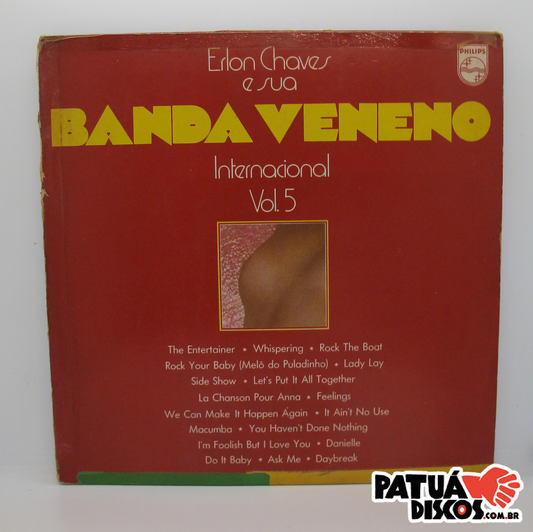 Erlon Chaves
e sua
PHILIPS
BANDA VENENO
Internacional
Vol. 5
The Entertainer • Whispering • Rock The Boat
Rock Your Baby (Melô do Puladinho) • Lady Lay
Side Show • Let's Put It All Together
La Chanson Pour Anna • Feelings
We Can Make It Happen Again • It Ain't No Use
Macumba • You Haven't Done Nothing
I'm Foolish But I Love You • Danielle
Do It Baby • Ask Me • Daybreak
PATUÁ
DISCOS.COM.BR